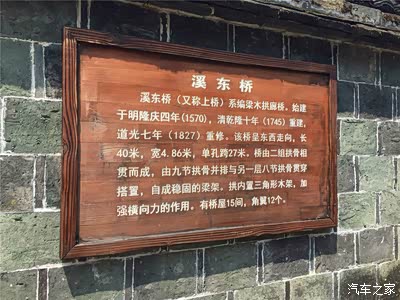 溪东桥
溪东桥（又称上桥）系编梁木拱廊桥。始建
于明隆庆四年（1570），清乾隆十年（1745）重建，
道光七年（1827）重修。该桥呈东西走向，长
40米，宽4.86米，单孔跨27米。桥由二组拱骨相
贯而成，由九节拱骨并排与另一层八节拱骨贯穿
搭置，自成稳固的梁架。拱内置三角形木架，加
强横向力的作用。有桥屋15间，角翼12个。
汽车之家